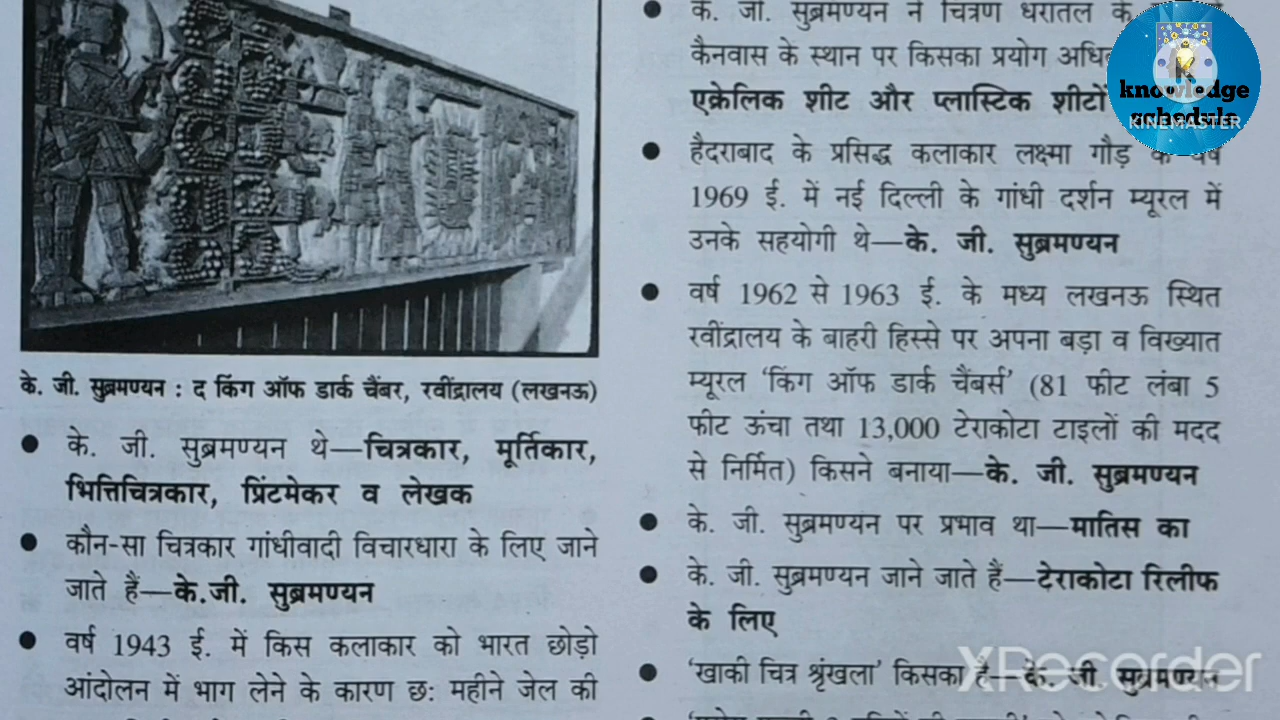 के. जी. सुब्रमण्यन : द किंग ऑफ डार्क चैंबर, रवींद्रालय (लखनऊ)
● के. जी. सुब्रमण्यन थे—चित्रकार, मूर्तिकार,
भित्तिचित्रकार, प्रिंटमेकर व लेखक
● कौन-सा चित्रकार गांधीवादी विचारधारा के लिए जाने
जाते हैं—के.जी. सुब्रमण्यन
● वर्ष 1943 ई. में किस कलाकार को भारत छोड़ो
आंदोलन में भाग लेने के कारण छः महीने जेल की
● के. जी. सुब्रमण्यन ने चित्रण धरातल के
कैनवास के स्थान पर किसका प्रयोग
एक्रेलिक शीट और प्लास्टिक शीटों
● हैदराबाद के प्रसिद्ध कलाकार लक्ष्मा गौड़ के वर्ष
1969 ई. में नई दिल्ली के गांधी दर्शन म्यूरल में
उनके सहयोगी थे—के. जी. सुब्रमण्यन
● वर्ष 1962 से 1963 ई. के मध्य लखनऊ स्थित
रवींद्रालय के बाहरी हिस्से पर अपना बड़ा व विख्यात
म्यूरल ‘किंग ऑफ डार्क चैंबर्स’ (81 फीट लंबा 5
फीट ऊंचा तथा 13,000 टेराकोटा टाइलों की मदद
से निर्मित) किसने बनाया—के. जी. सुब्रमण्यन
● के. जी. सुब्रमण्यन पर प्रभाव था—मातिस का
● के. जी. सुब्रमण्यन जाने जाते हैं—टेराकोटा रिलीफ
के लिए
● ‘खाकी चित्र श्रृंखला’ किसका है—के. जी. सुब्रमण्यन
knowledge
schedule
KINEMASTER
XRecorder